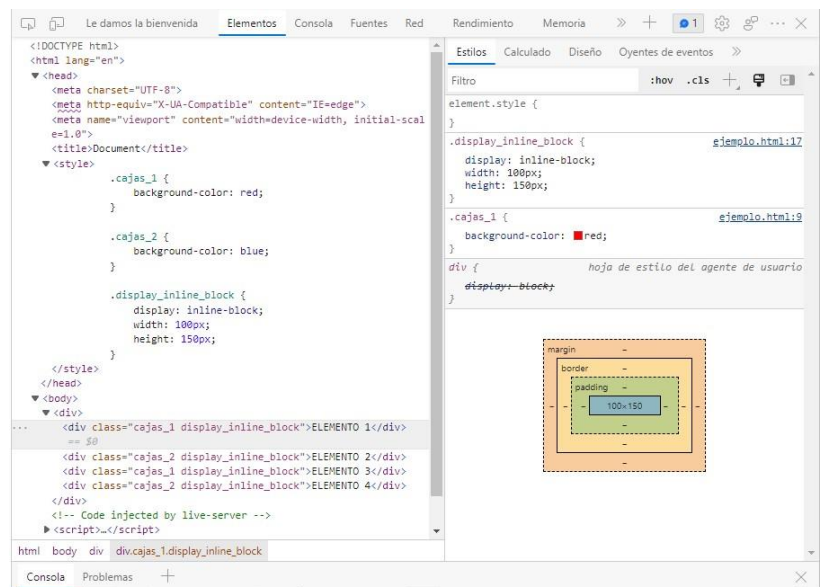 Le damos la bienvenida Elementos Consola Fuentes Red Rendimiento Memoria 1
<!DOCTYPE html>
<html lang="en">
<head>
<meta charset="UTF-8">
<meta http-equiv="X-UA-Compatible" content="IE=edge">
<meta name="viewport" content="width=device-width, initial-scal
e=1.0">
<title>Document</title>
<style>
.cajas_1 {
background-color: red;
}
.cajas_2 {
background-color: blue;
}
.display_inline_block {
display: inline-block;
width: 100px;
height: 150px;
}
</style>
</head>
<body>
<div>
<div class="cajas_1 display_inline_block">ELEMENTO 1</div>
== $0
<div class="cajas_2 display_inline_block">ELEMENTO 2</div>
<div class="cajas_2 display_inline_block">ELEMENTO 3</div>
<div class="cajas_2 display_inline_block">ELEMENTO 4</div>
</div>
<!-- Code injected by live-server -->
<script>…</script>
html body div div.cajas_1.display_inline_block
Estilos Calculado Diseño Oyentes de eventos
Filtro :hov .cls
element.style {
}
.display_inline_block { ejemplo.html:17
display: inline-block;
width: 100px;
height: 150px;
}
.cajas_1 { ejemplo.html:9
background-color: red;
}
div { hoja de estilo del agente de usuario
display: block;
}
margin -
border -
padding -
- - - 100×150 - - -
-
-
-
Consola Problemas